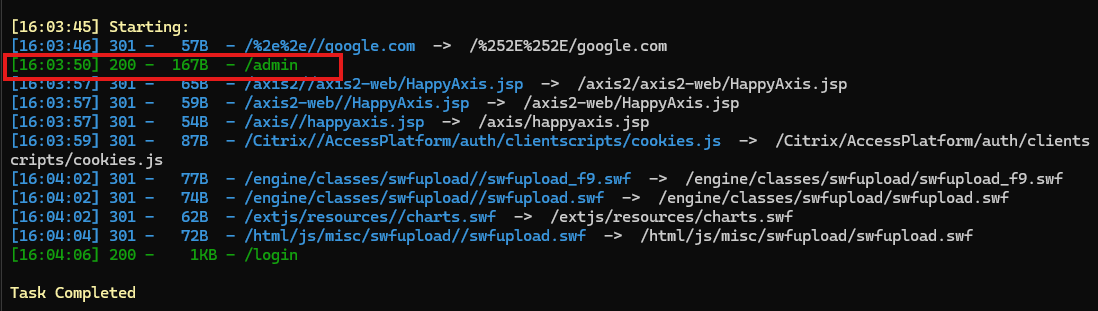 [16:03:45] Starting:
[16:03:46] 301 -   57B  - /%2e%2e//google.com  ->  /%252E%252E/google.com
[16:03:50] 200 -  167B  - /admin
[16:03:57] 301 -   65B  - /axis2//axis2-web/HappyAxis.jsp  ->  /axis2/axis2-web/HappyAxis.jsp
[16:03:57] 301 -   59B  - /axis2-web//HappyAxis.jsp  ->  /axis2-web/HappyAxis.jsp
[16:03:57] 301 -   54B  - /axis//happyaxis.jsp  ->  /axis/happyaxis.jsp
[16:03:59] 301 -   87B  - /Citrix//AccessPlatform/auth/clientscripts/cookies.js  ->  /Citrix/AccessPlatform/auth/clients
cripts/cookies.js
[16:04:02] 301 -   77B  - /engine/classes/swfupload//swfupload_f9.swf  ->  /engine/classes/swfupload/swfupload_f9.swf
[16:04:02] 301 -   74B  - /engine/classes/swfupload//swfupload.swf  ->  /engine/classes/swfupload/swfupload.swf
[16:04:02] 301 -   62B  - /extjs/resources//charts.swf  ->  /extjs/resources/charts.swf
[16:04:04] 301 -   72B  - /html/js/misc/swfupload//swfupload.swf  ->  /html/js/misc/swfupload/swfupload.swf
[16:04:06] 200 -    1KB - /login
Task Completed